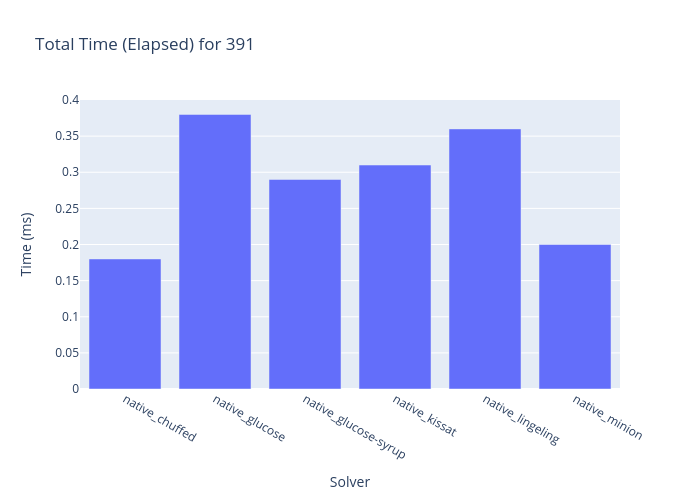 Total Time (Elapsed) for 391
Time (ms)
0.4
0.35
0.3
0.25
0.2
0.15
0.1
0.05
0
native_chuffed
native_glucose
native_glucose-syrup
native_kissat
native_lingeling
native_minion
Solver